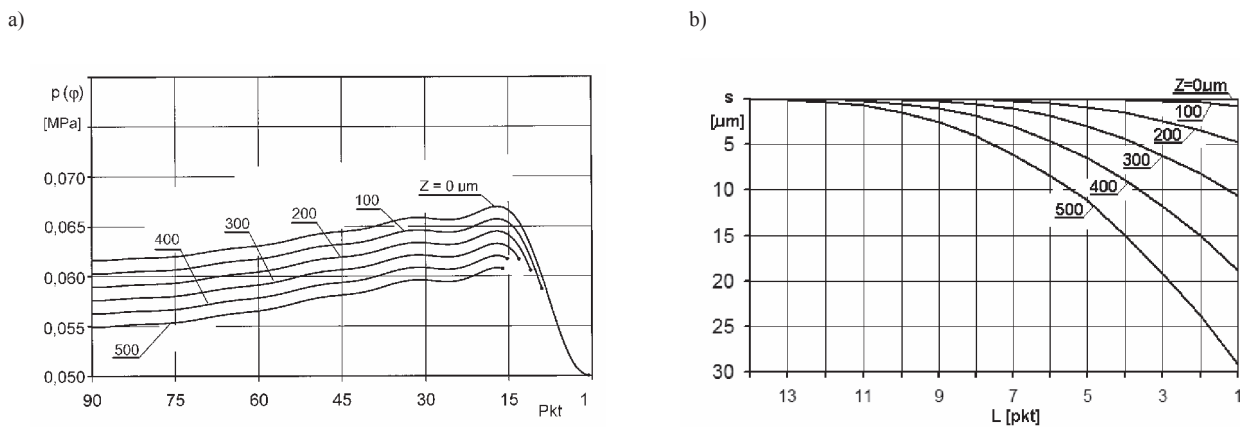 a)
p (φ)
[MPa]
0,070
0,065
0,060
0,055
0,050
Z = 0 μm
100
200
300
400
500
90 75 60 45 30 15 1
Pkt
b)
s
[μm]
5
10
15
20
25
30
Z=0μm
100
200
300
400
500
13 11 9 7 5 3 1
L [pkt]